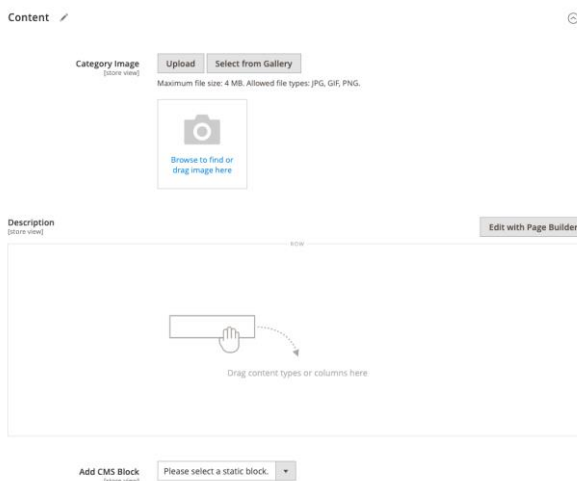 Content
Category Image
[store view]
Upload
Select from Gallery
Maximum file size: 4 MB. Allowed file types: JPG, GIF, PNG.
Browse to find or
drag image here
Description
[store view]
Edit with Page Builder
ROW
Drag content types or columns here
Add CMS Block
[store view]
Please select a static block.